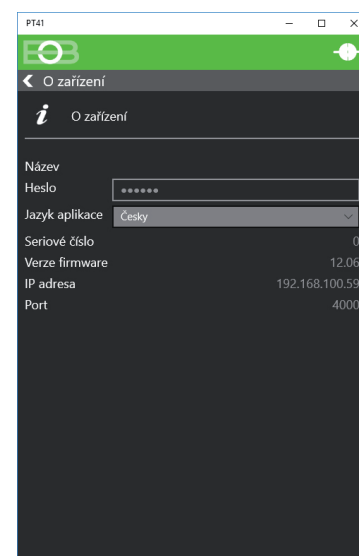 PT41
EOB
O zařízení
O zařízení
Název
Heslo ••••••
Jazyk aplikace Česky
Seriové číslo 0
Verze firmware 12.06
IP adresa 192.168.100.59
Port 4000